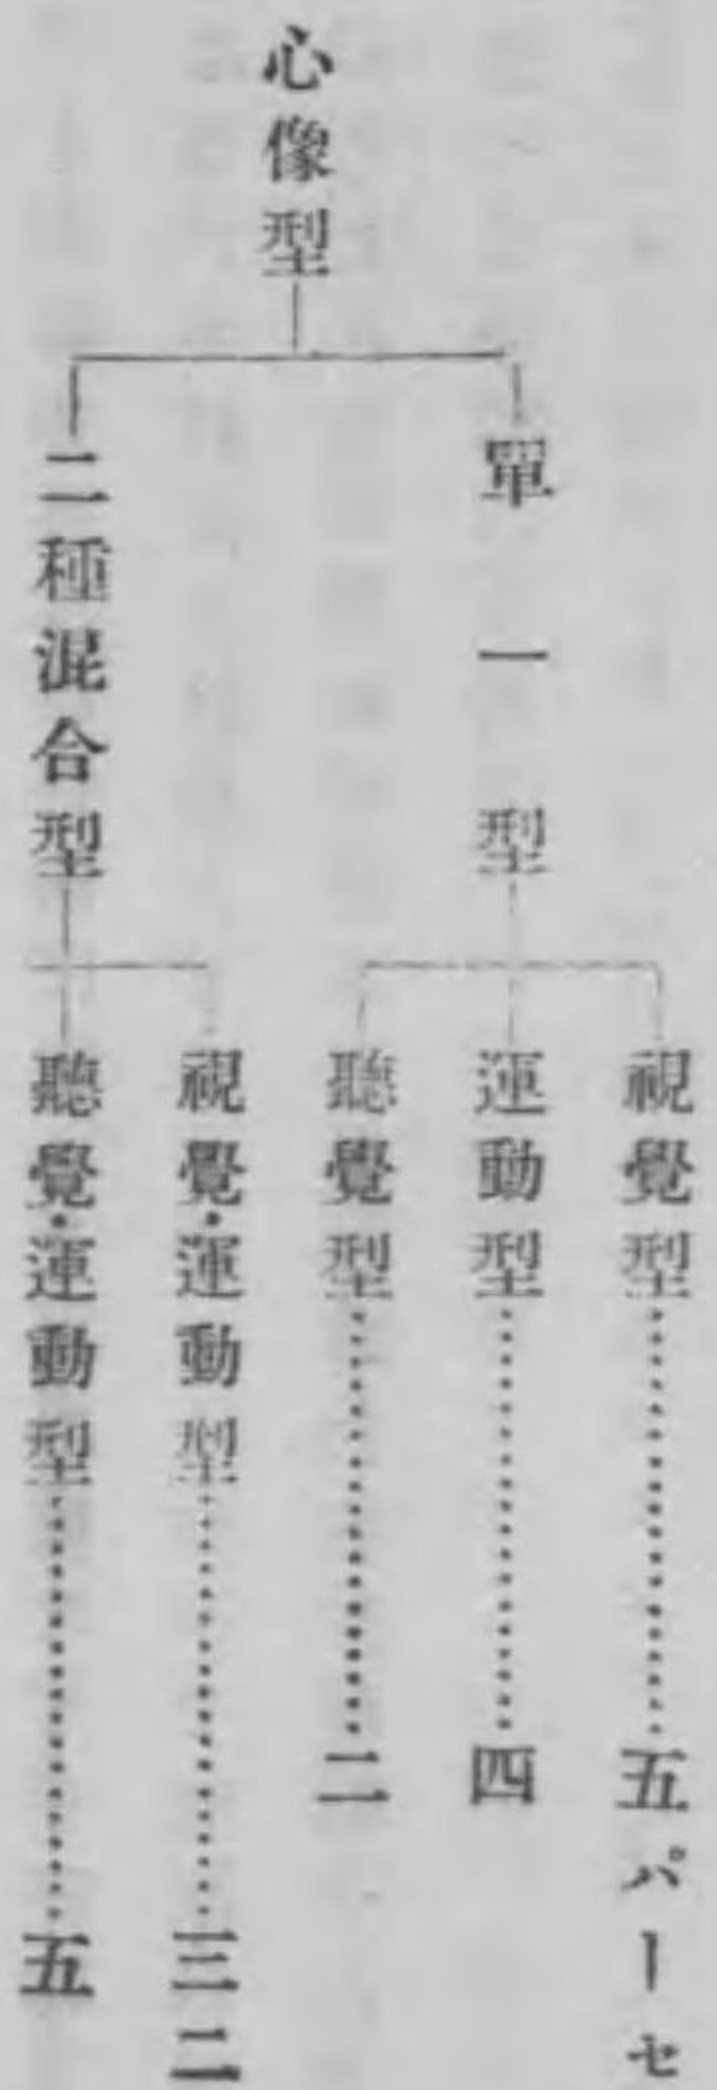 心像型
單一型
視覺型……五パーセ
運動型……四
聽覺型……二
二種混合型
視覺・運動型……三二
聽覺・運動型……五